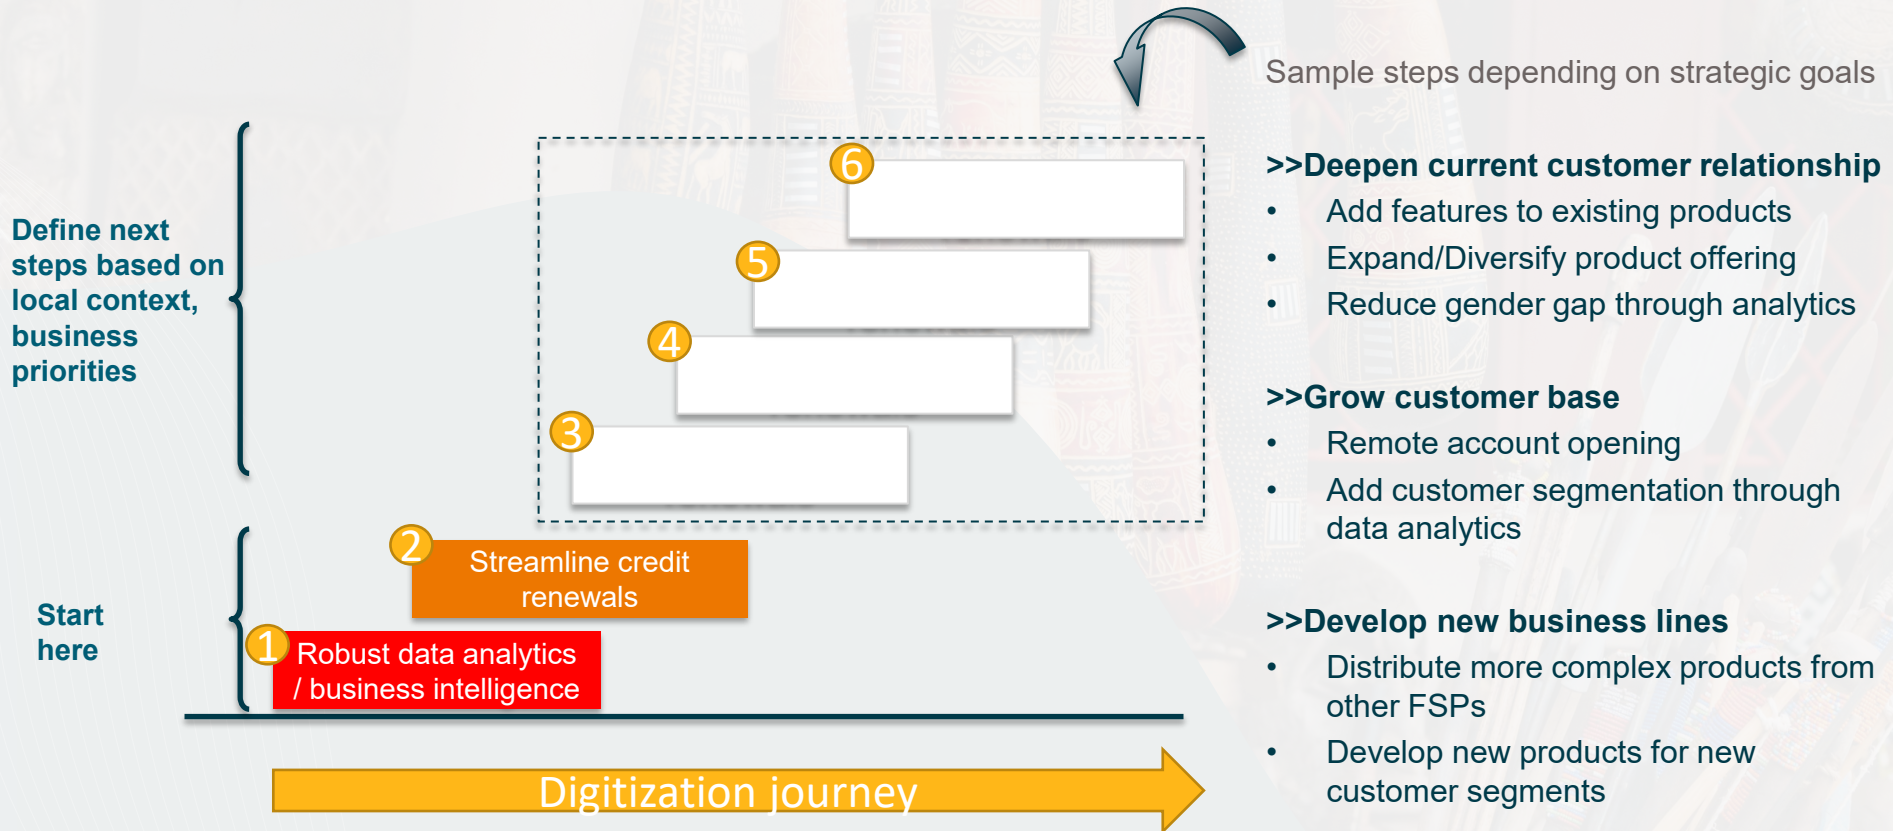 Sample steps depending on strategic goals
Define next
steps based on
local context,
business
priorities
6
5
4
3
2
Streamline credit
renewals
Start
here
1
Robust data analytics
/ business intelligence
Digitization journey
>>Deepen current customer relationship
• Add features to existing products
• Expand/Diversify product offering
• Reduce gender gap through analytics
>>Grow customer base
• Remote account opening
• Add customer segmentation through
data analytics
>>Develop new business lines
• Distribute more complex products from
other FSPs
• Develop new products for new
customer segments